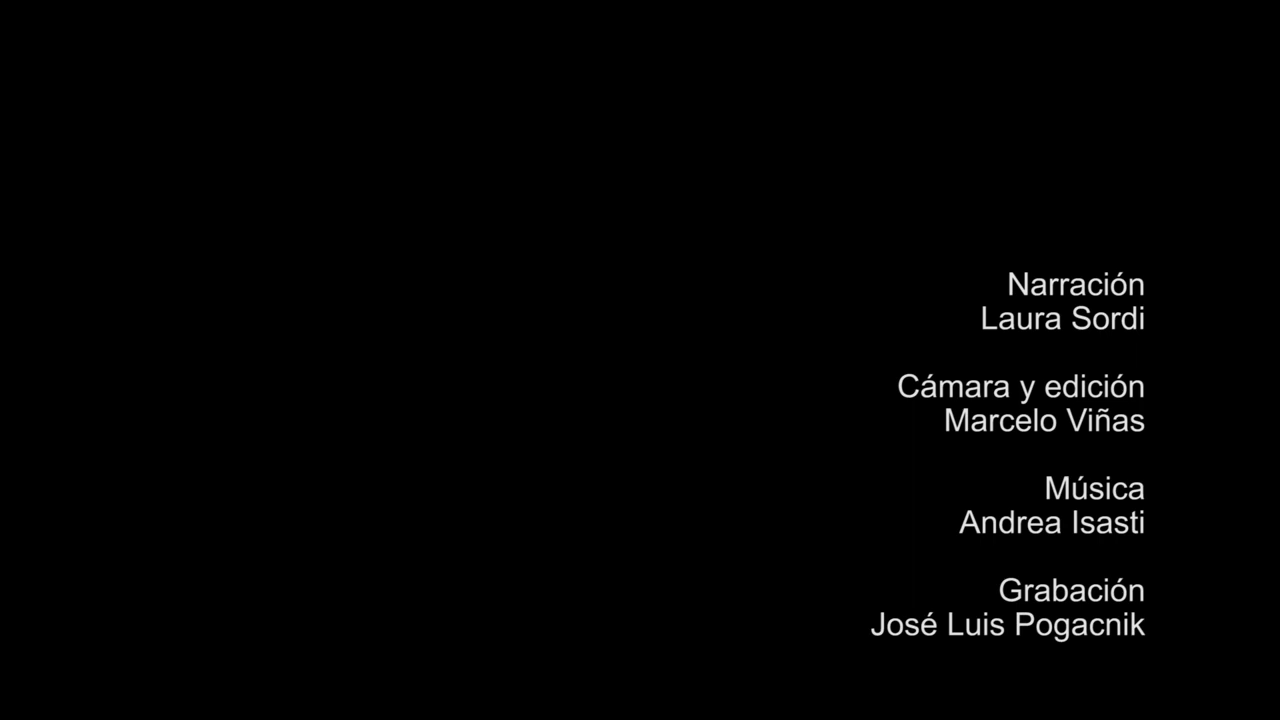 Narración
Laura Sordi
Cámara y edición
Marcelo Viñas
Música
Andrea Isasti
Grabación
José Luis Pogacnik